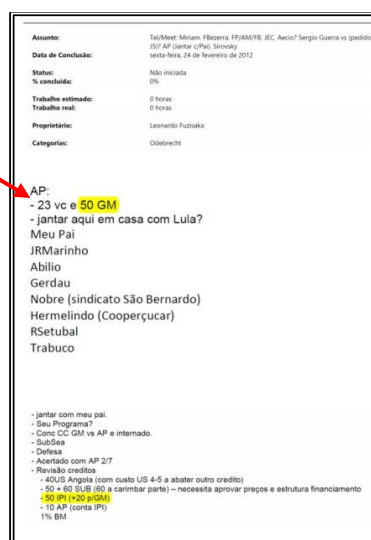 Assunto: Tel/Meet: Miriam. FBezerra. FP/AM/FB. JEC. Aecio? Sergio Guerra vs (pedido
JS)? AP (Jantar c/Pai). Sirovsky
Data de Conclusão: sexta-feira, 24 de fevereiro de 2012
Status: Não iniciada
% concluída: 0%
Trabalho estimado: 0 horas
Trabalho real: 0 horas
Proprietário: Leonardo Fuzisaka
Categorias: Odebrecht
AP:
- 23 vc e 50 GM
- jantar aqui em casa com Lula?
Meu Pai
JRMarinho
Abilio
Gerdau
Nobre (sindicato São Bernardo)
Hermelindo (Cooperçucar)
RSetubal
Trabuco
- jantar com meu pai.
- Seu Programa?
- Conc CC GM vs AP e internado.
- SubSea
- Defesa
- Acertado com AP 2/7
- Revisão creditos
- 40US Angola (com custo US 4-5 a abater outro credito)
- 50 + 60 SUB (60 a carimbar parte) – necessita aprovar preços e estrutura financiamento
- 50 IPI (+20 p/GM)
- 10 AP (conta IPI)
1% BM